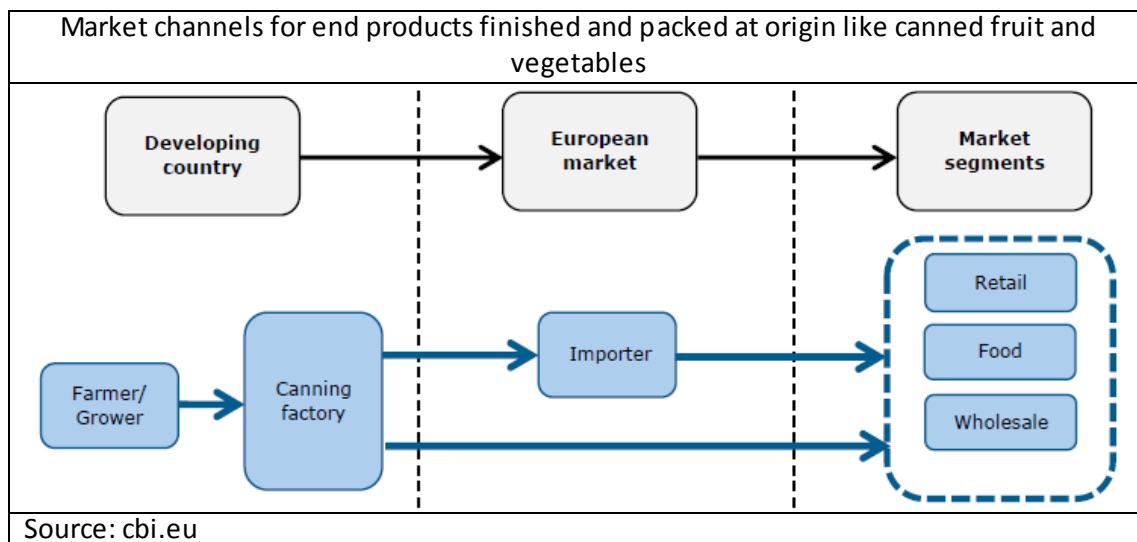 Market channels for end products finished and packed at origin like canned fruit and
vegetables
Developing
country
European
market
Market
segments
Retail
Importer
Food
Farmer/
Grower
Canning
factory
Wholesale
Source: cbi.eu